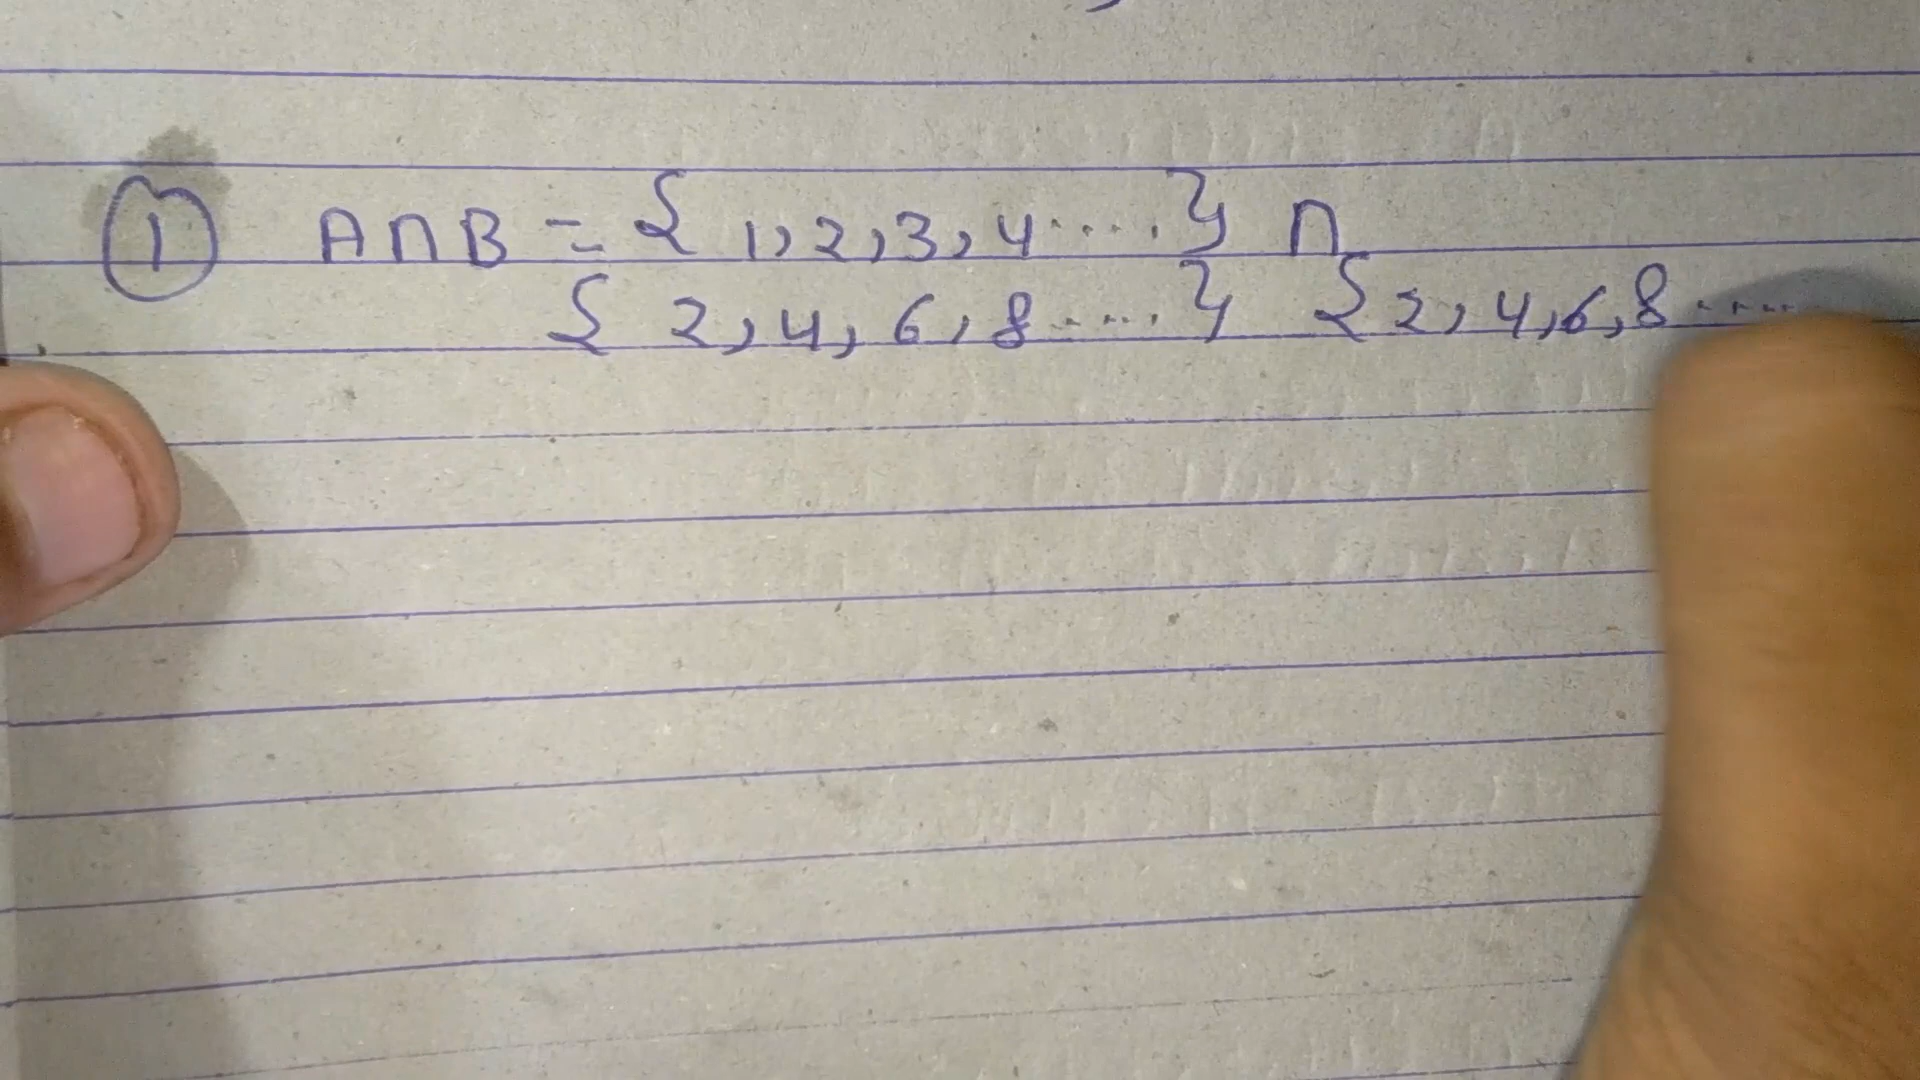 ① A∩B = { 1, 2, 3, 4 ....} ∩
{ 2, 4, 6, 8 ....} { 2, 4, 6, 8 ....